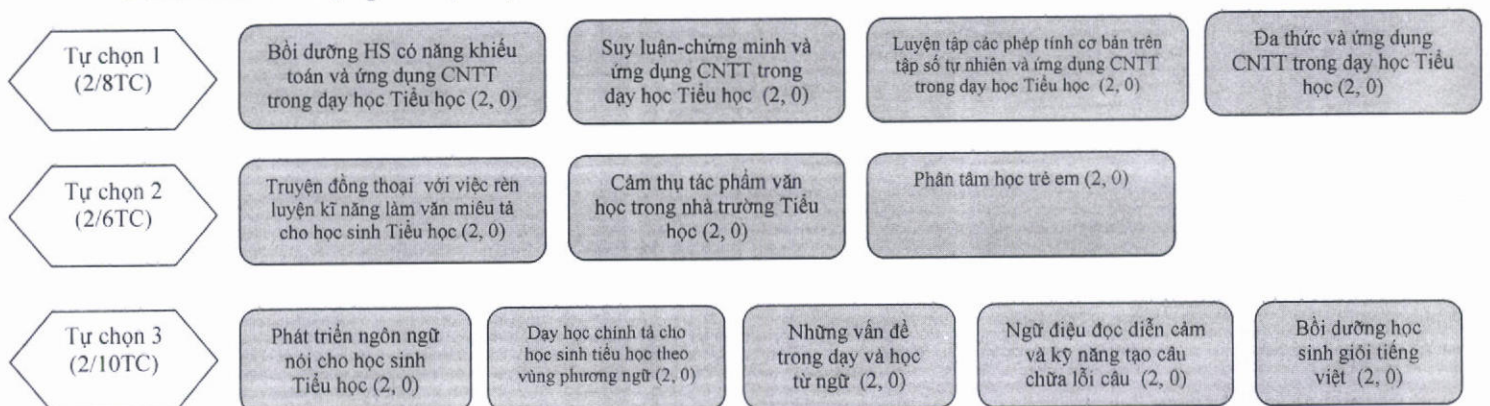 Tự chọn 1
(2/8TC)
Bồi dưỡng HS có năng khiếu
toán và ứng dụng CNTT
trong dạy học Tiểu học (2, 0)
Suy luận-chứng minh và
ứng dụng CNTT trong
dạy học Tiểu học (2, 0)
Luyện tập các phép tính cơ bản trên
tập số tự nhiên và ứng dụng CNTT
trong dạy học Tiểu học (2, 0)
Đa thức và ứng dụng
CNTT trong dạy học Tiểu
học (2, 0)
Tự chọn 2
(2/6TC)
Truyện đồng thoại với việc rèn
luyện kĩ năng làm văn miêu tả
cho học sinh Tiểu học (2, 0)
Cảm thụ tác phẩm văn
học trong nhà trường Tiểu
học (2, 0)
Phân tâm học trẻ em (2, 0)
Tự chọn 3
(2/10TC)
Phát triển ngôn ngữ
nói cho học sinh
Tiểu học (2, 0)
Dạy học chính tả cho
học sinh tiểu học theo
vùng phương ngữ (2, 0)
Những vấn đề
trong dạy và học
từ ngữ (2, 0)
Ngữ điệu đọc diễn cảm
và kỹ năng tạo câu
chữa lỗi câu (2, 0)
Bồi dưỡng học
sinh giỏi tiếng
việt (2, 0)